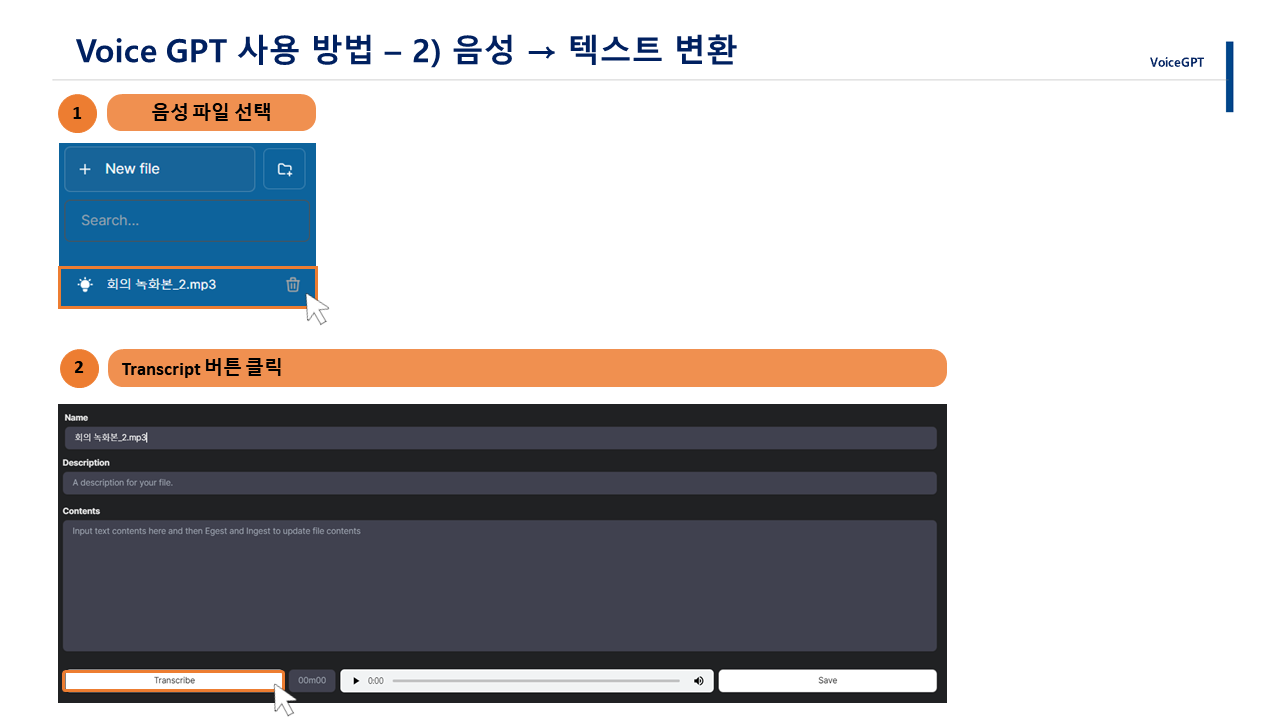 Voice GPT 사용 방법 – 2) 음성 → 텍스트 변환
VoiceGPT
1 음성 파일 선택
+ New file
Search...
회의 녹화본_2.mp3
2 Transcript 버튼 클릭
Name
회의 녹화본_2.mp3
Description
A description for your file.
Contents
Input text contents here and then Egest and Ingest to update file contents
Transcribe 00m00 0:00 Save